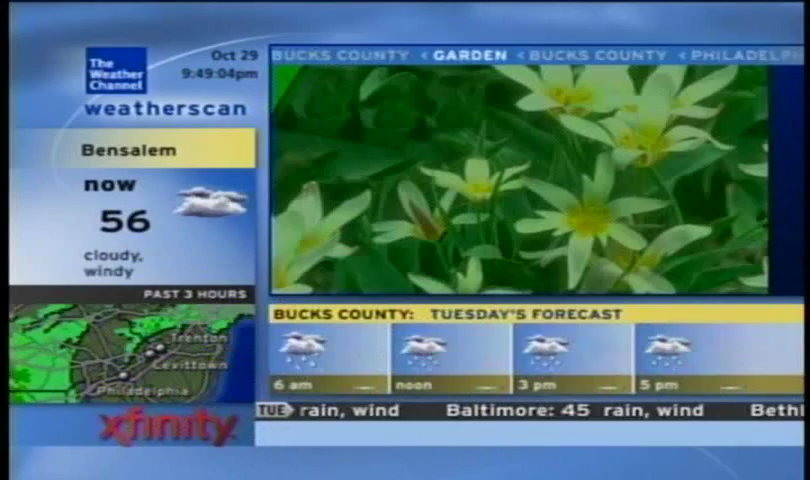 The
Weather
Channel
weatherscan
Oct 29
9:49:04pm
BUCKS COUNTY < GARDEN < BUCKS COUNTY < PHILADELP
Bensalem
now
56
cloudy,
windy
PAST 3 HOURS
Trenton
Levittown
Philadelphia
xfinity
BUCKS COUNTY: TUESDAY'S FORECAST
6 am noon 3 pm 5 pm
TUE rain, wind Baltimore: 45 rain, wind Bethl